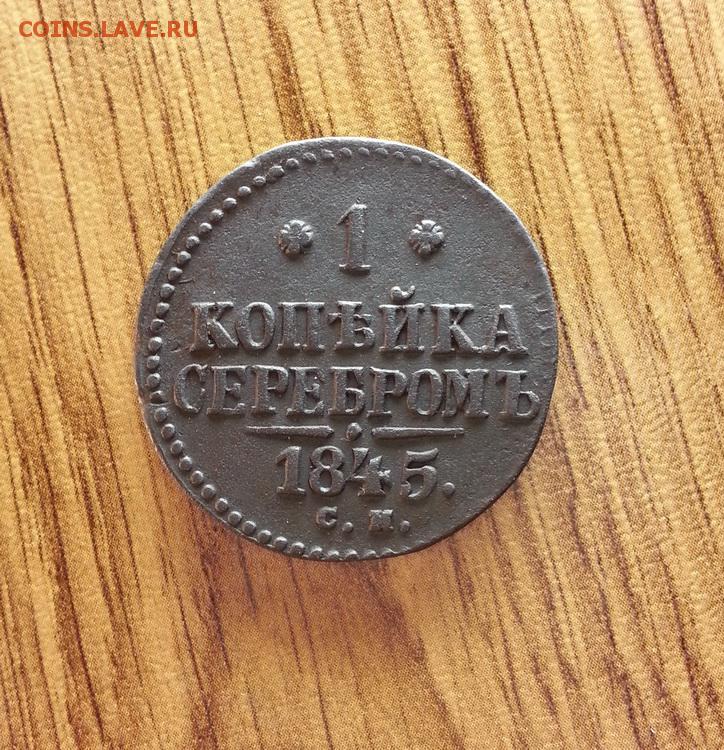 COINS.LAVE.RU
1
КОПѢЙКА
СЕРЕБРОМЪ
1845.
С. М.